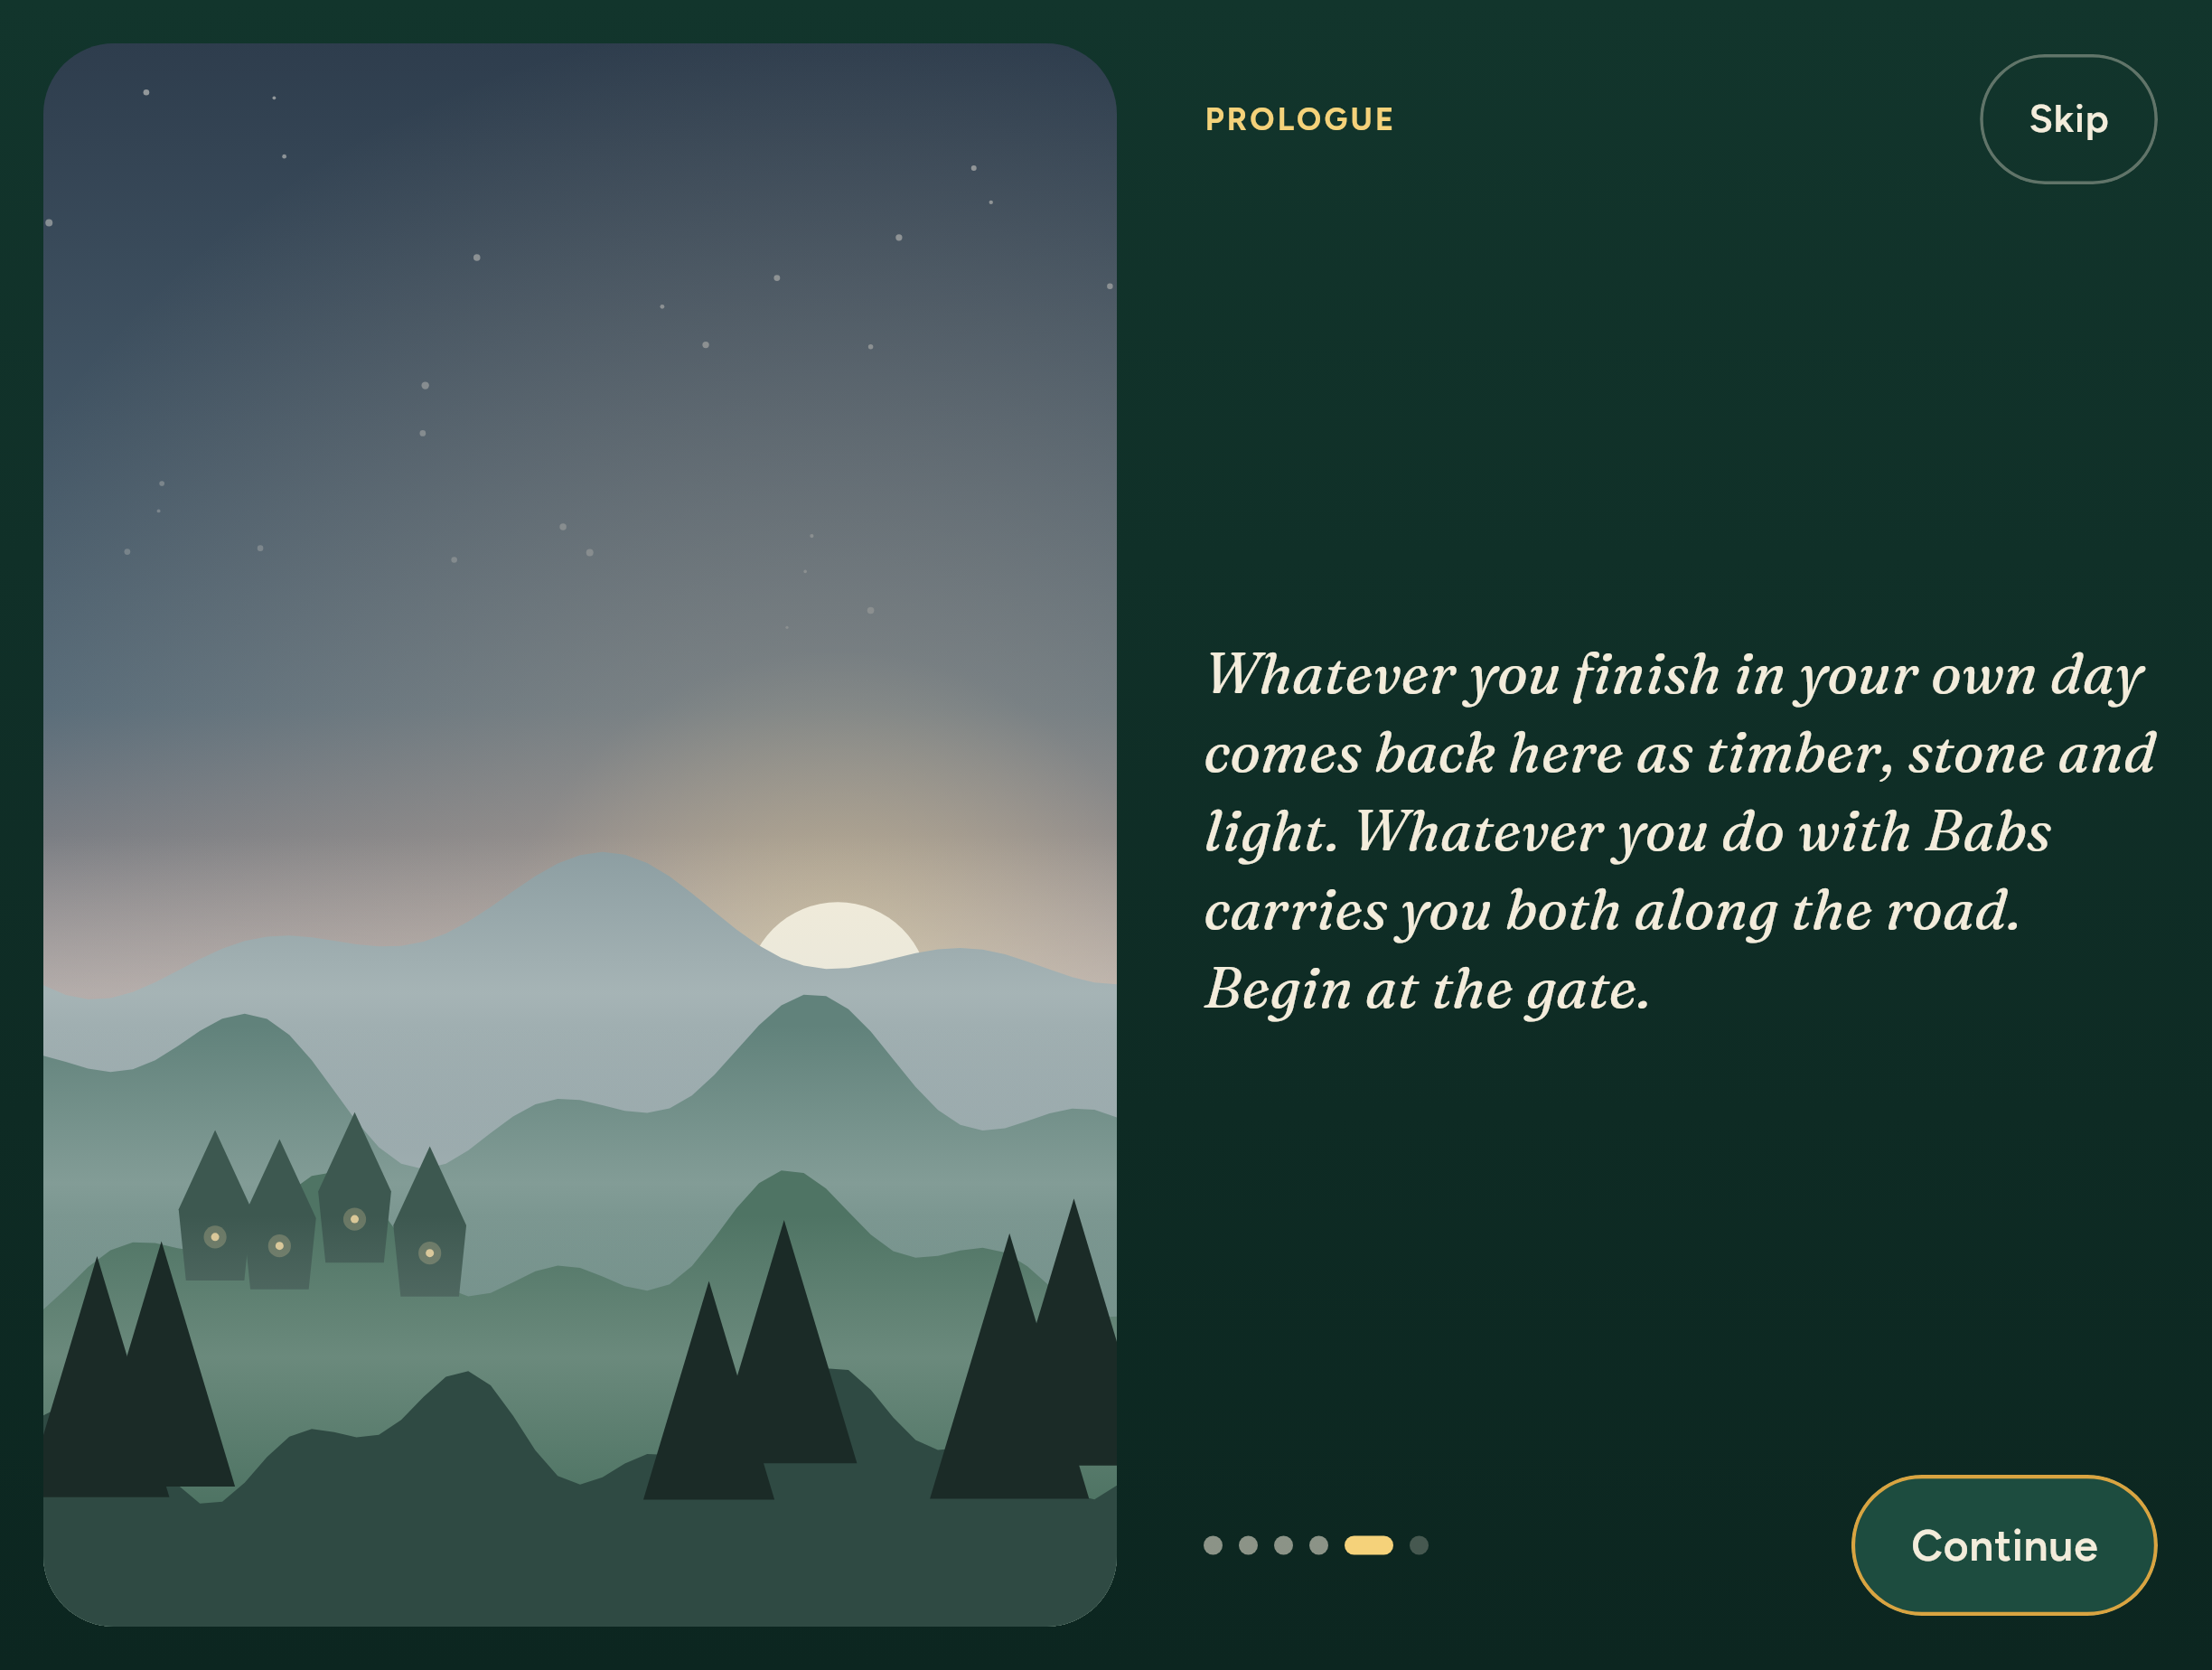 PROLOGUE
Skip
Whatever you finish in your own day
comes back here as timber, stone and
light. Whatever you do with Babs
carries you both along the road.
Begin at the gate.
Continue